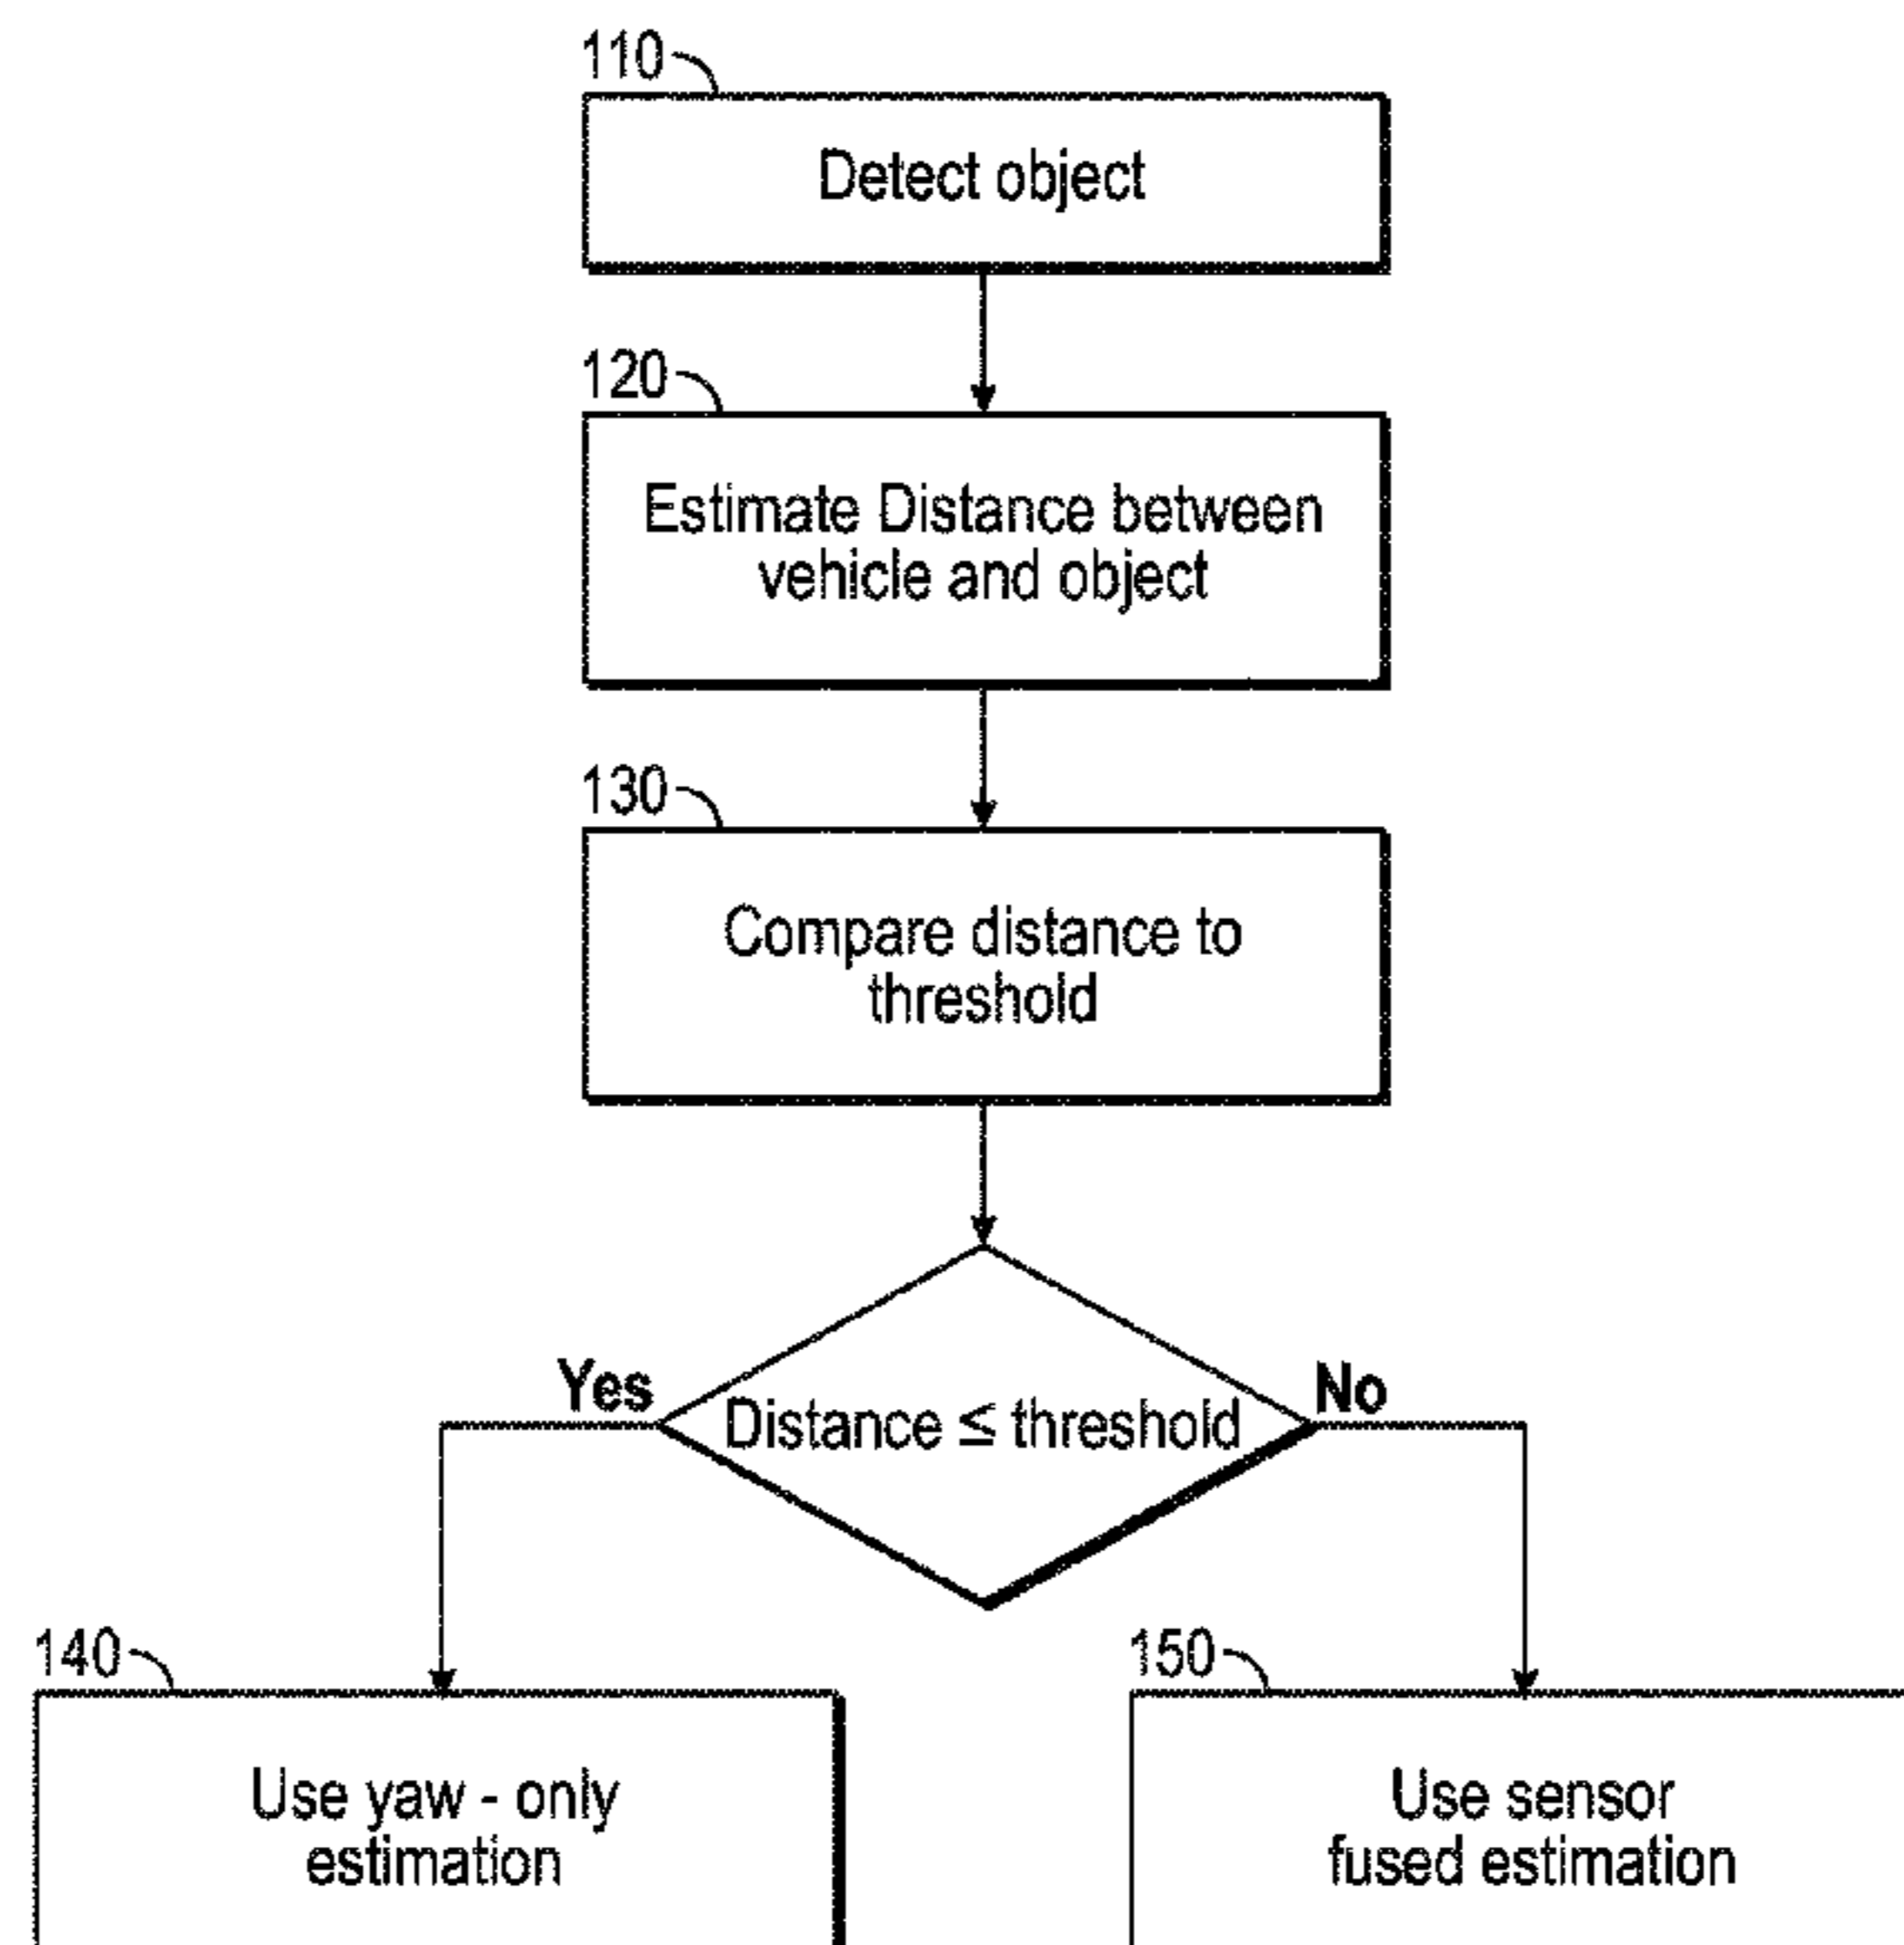 110
Detect object
120
Estimate Distance between
vehicle and object
130
Compare distance to
threshold
Yes
Distance ≤ threshold
No
140
Use yaw - only
estimation
150
Use sensor
fused estimation